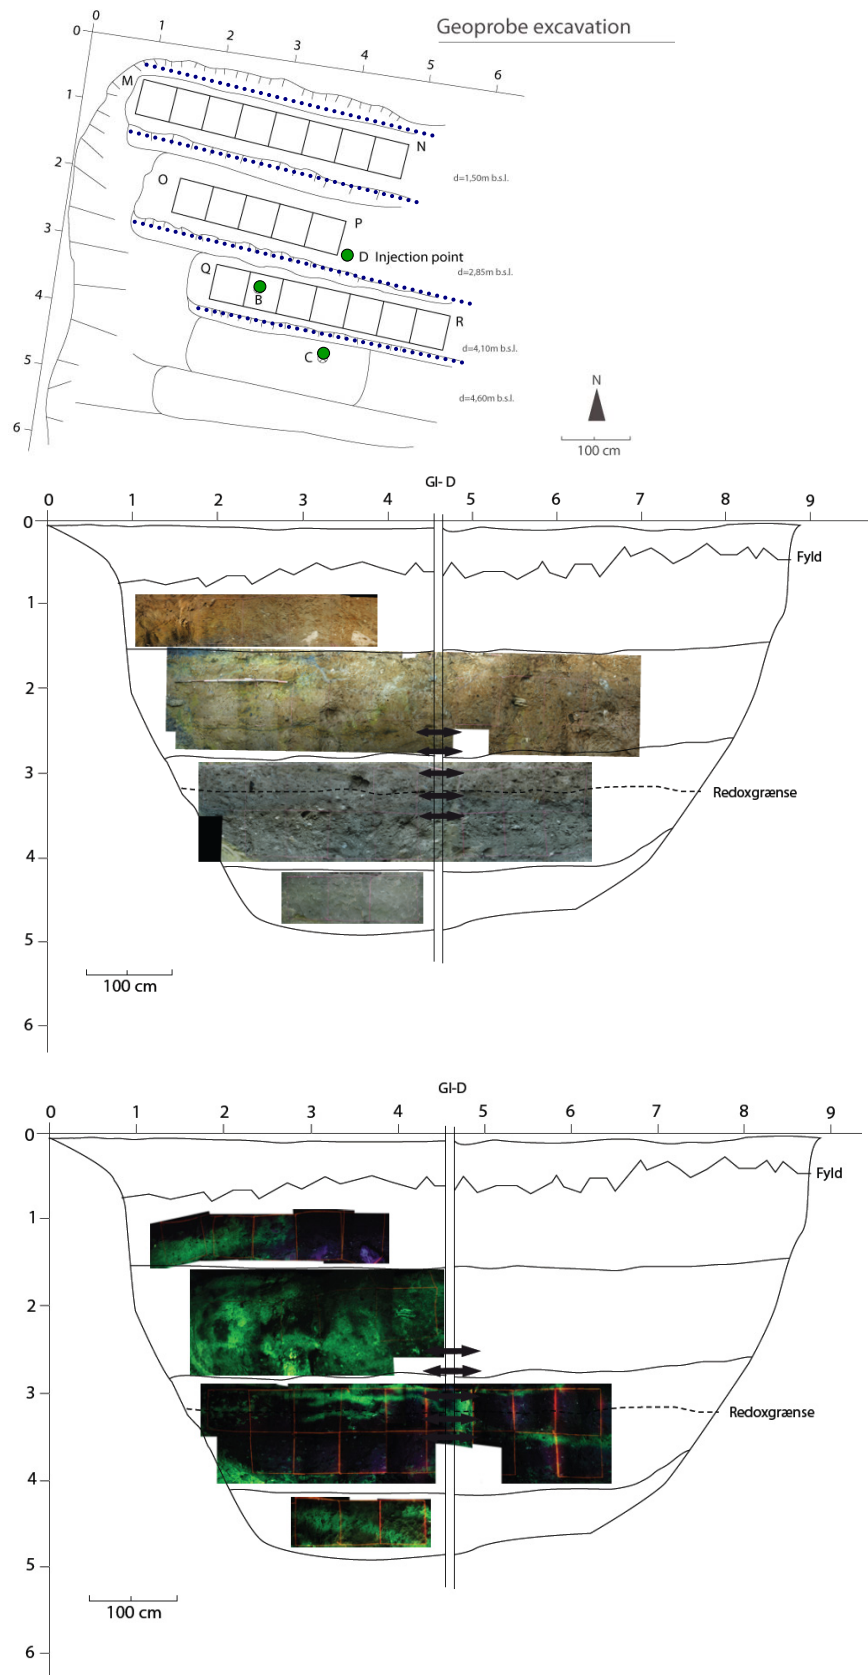 Geoprobe excavation
0 1 2 3 4 5 6
0
1
2
3
4
5
6
M
N
d=1,50m b.s.l.
O
P
D Injection point
d=2,85m b.s.l.
Q
B
R
d=4,10m b.s.l.
C
d=4,60m b.s.l.
N
100 cm
GI- D
0 1 2 3 4 5 6 7 8 9
0
Fyld
1
2
3
Redoxgrænse
4
5
100 cm
6
GI-D
0 1 2 3 4 5 6 7 8 9
0
Fyld
1
2
3
Redoxgrænse
4
5
100 cm
6